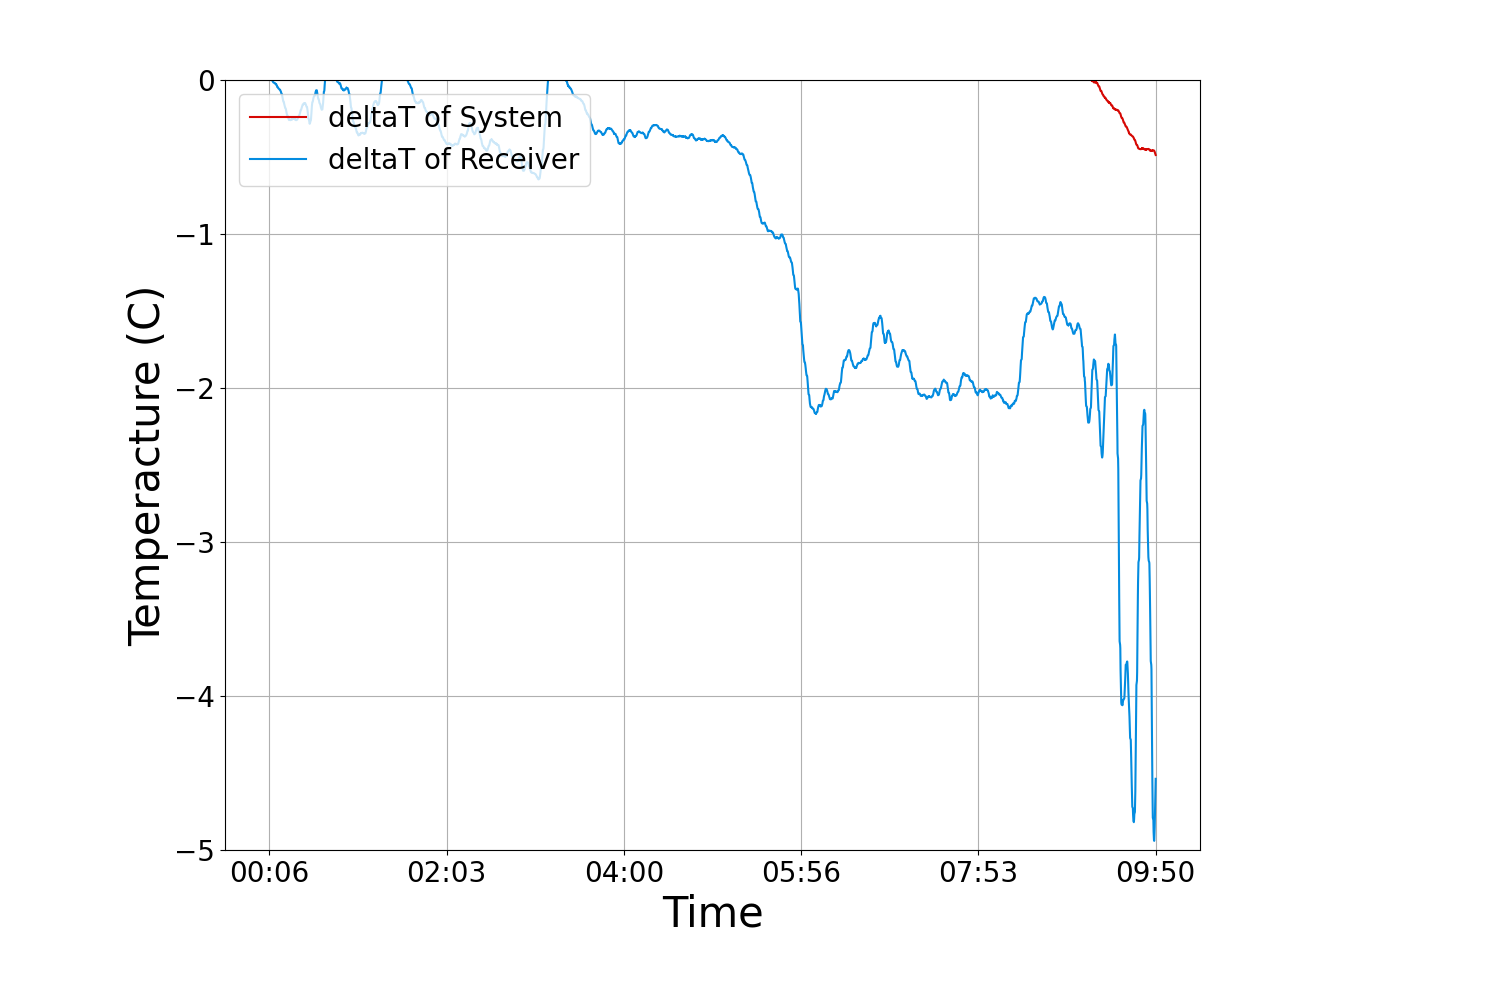 deltaT of System
deltaT of Receiver
0
−1
−2
−3
−4
−5
Temperacture (C)
00:06 02:03 04:00 05:56 07:53 09:50
Time